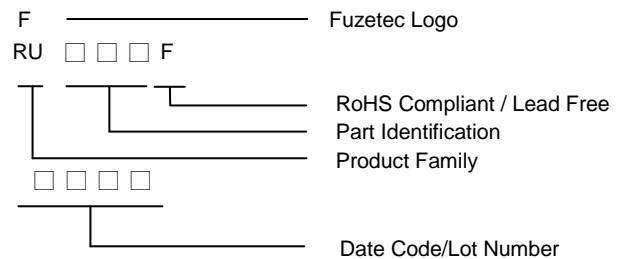 F Fuzetec Logo
RU □ □ □ F
RoHS Compliant / Lead Free
Part Identification
Product Family
□ □ □ □
Date Code/Lot Number